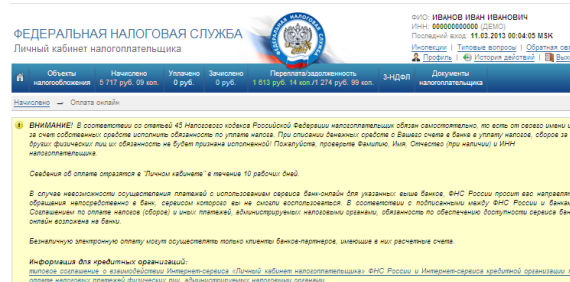 ФИО: ИВАНОВ ИВАН ИВАНОВИЧ
ФЕДЕРАЛЬНАЯ НАЛОГОВАЯ СЛУЖБА
ИНН: 000000000000 (ДЕМО)
Личный кабинет налогоплательщика
Последний вход: 11.03.2013 00:04:05 MSK
Инспекции | Типовые вопросы | Обратная свя
Профиль | История действий | Вых
Объекты налогообложения
Начислено 5 717 руб. 09 коп.
Уплачено 0 руб.
Зачислено 0 руб.
Переплата/задолженность 1 613 руб. 14 коп./1 274 руб. 99 коп.
3-НДФЛ
Документы налогоплательщика
Начислено → Оплата онлайн
ВНИМАНИЕ! В соответствии со статьей 45 Налогового кодекса Российской Федерации налогоплательщик обязан самостоятельно, то есть от своего имени и
за счет собственных средств исполнить обязанность по уплате налога. При списании денежных средств с Вашего счета в банке в уплату налогов, сборов за
других физических лиц их обязанность не будет признана исполненной! Пожалуйста, проверьте Фамилию, Имя, Отчество (при наличии) и ИНН
налогоплательщика.
Сведения об оплате отразятся в "Личном кабинете" в течение 10 рабочих дней.
В случае невозможности осуществления платежей с использованием сервиса банк-онлайн для указанных выше банков, ФНС России просит вас направлят
обращения непосредственно в банк, сервисом которого вы не смогли воспользоваться. В соответствии с подписанными между ФНС России и банкам
Соглашением по оплате налогов (сборов) и иных платежей, администрируемых налоговыми органами, обязанность по обеспечению доступности сервиса бан
онлайн возложена на банки.
Безналичную электронную оплату могут осуществлять только клиенты банков-партнеров, имеющие в них расчетные счета.
Информация для кредитных организаций:
типовое соглашение о взаимодействии Интернет-сервиса «Личный кабинет налогоплательщика» ФНС России и Интернет-сервиса кредитной организации п
оплате налоговых платежей физических лиц, администрируемых налоговыми органами.